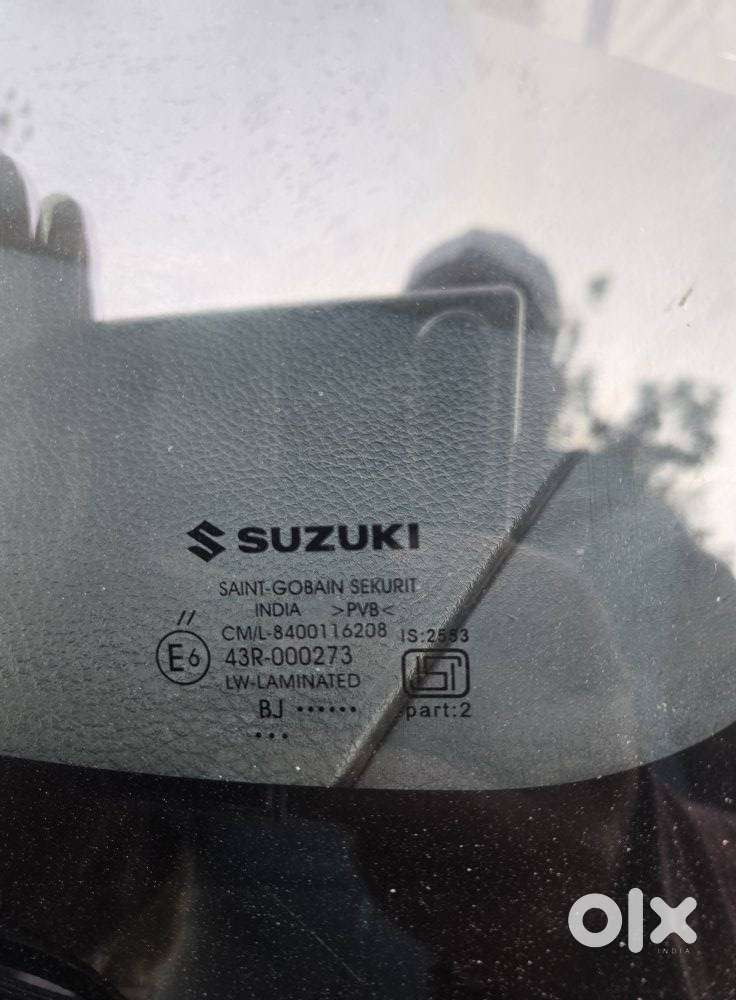 SUZUKI
SAINT-GOBAIN SEKURIT
INDIA >PVB<
CM/L-8400116208 IS:2553
E6 43R-000273
LW-LAMINATED
BJ •••••• part:2
•••
olx
INDIA